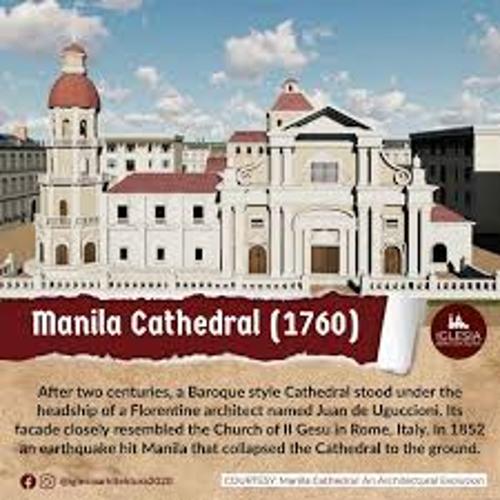 Manila Cathedral (1760)
IGLESIA
After two centuries, a Baroque style Cathedral stood under the
headship of a Florentine architect named Juan de Uguccioni. Its
facade closely resembled the Church of Il Gesu in Rome, Italy. In 1852
an earthquake hit Manila that collapsed the Cathedral to the ground.
COURTESY: Manila Cathedral: An Architectural Evolution